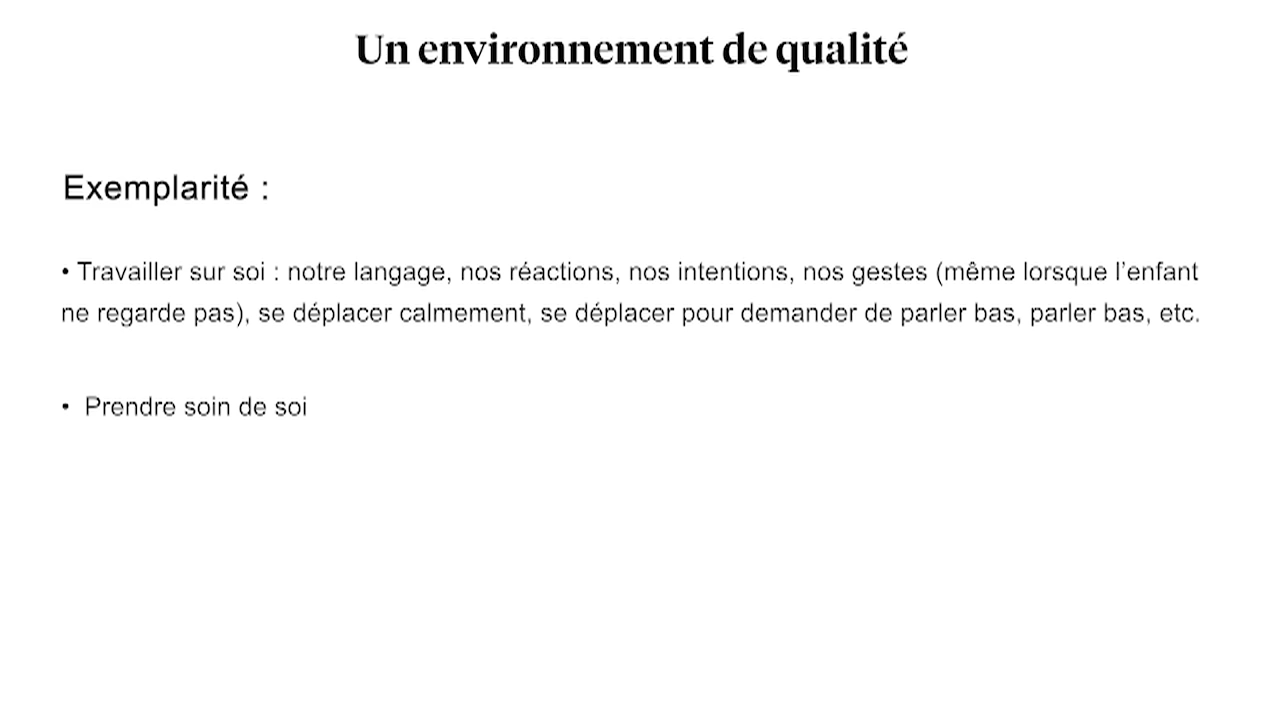 Un environnement de qualité
Exemplarité :
• Travailler sur soi : notre langage, nos réactions, nos intentions, nos gestes (même lorsque l’enfant
ne regarde pas), se déplacer calmement, se déplacer pour demander de parler bas, parler bas, etc.
• Prendre soin de soi